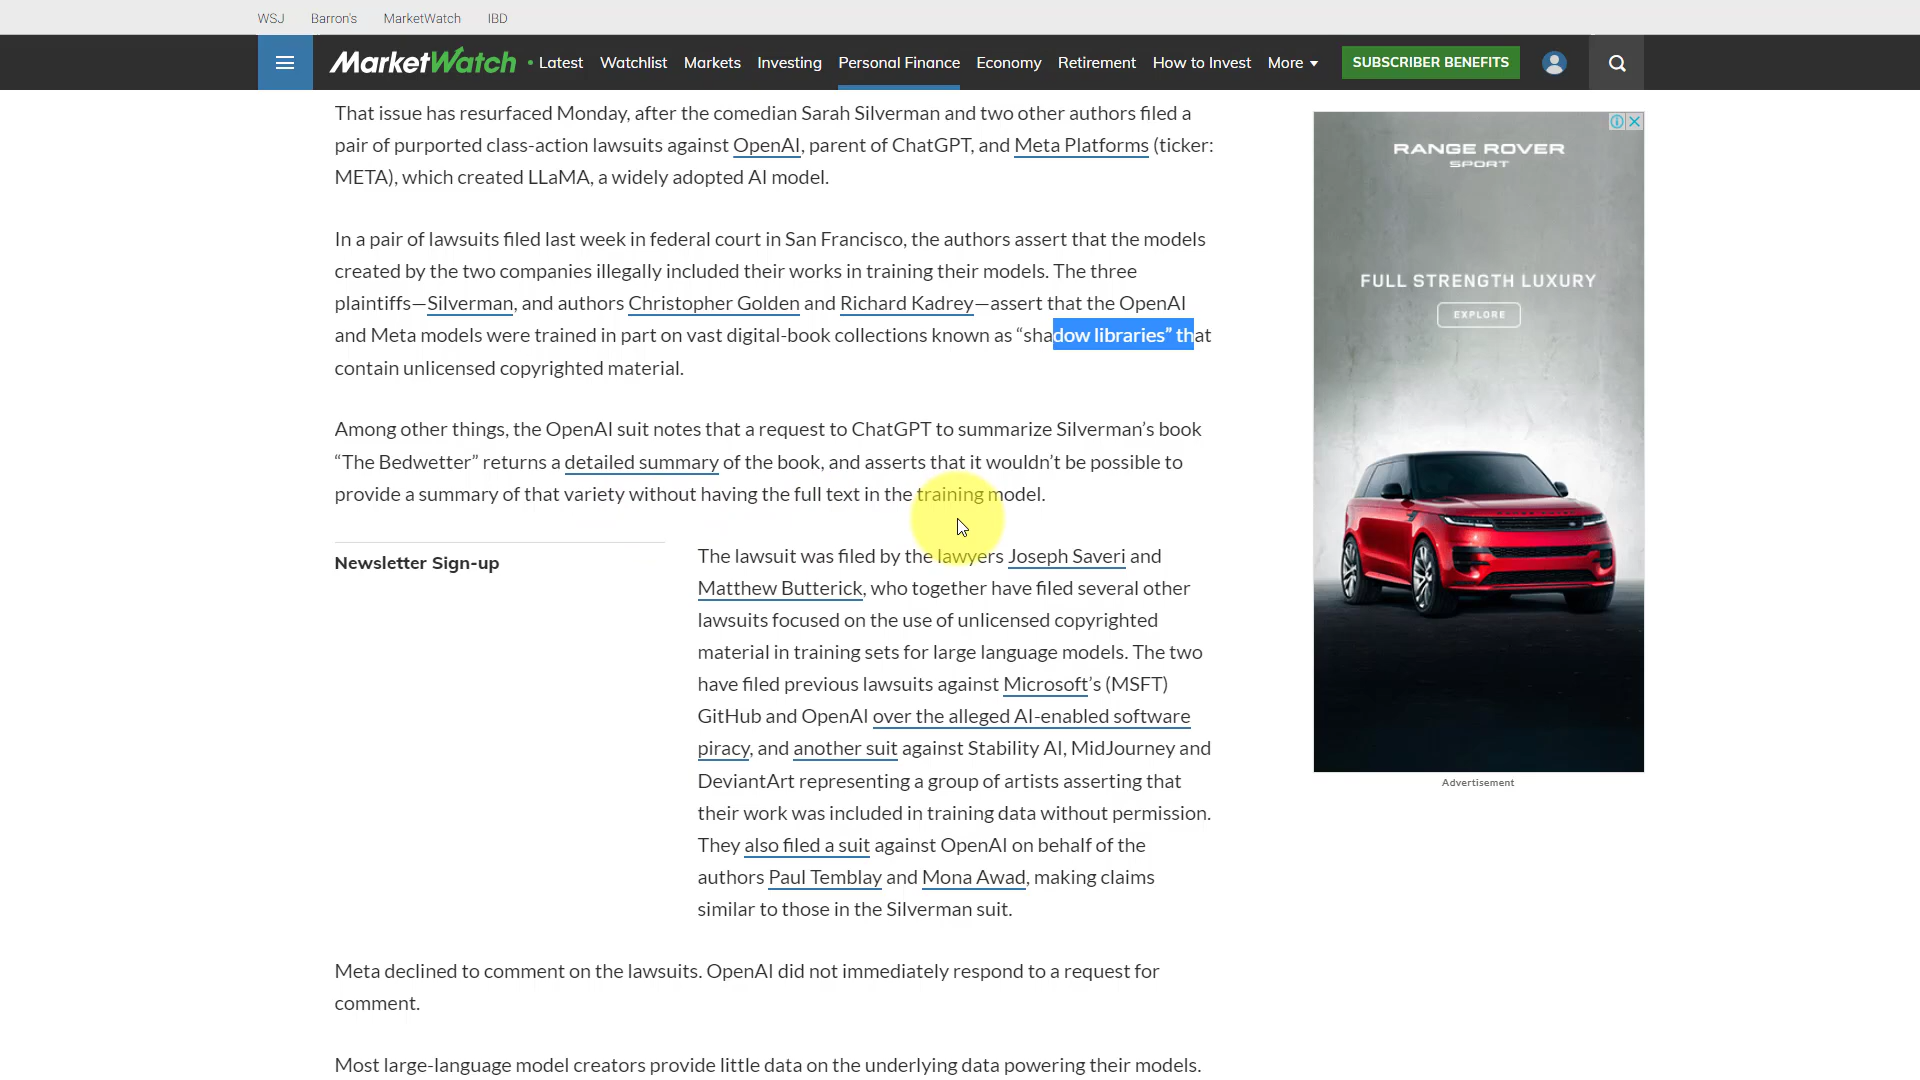 WSJ Barron's MarketWatch IBD
MarketWatch • Latest Watchlist Markets Investing Personal Finance Economy Retirement How to Invest More SUBSCRIBER BENEFITS
That issue has resurfaced Monday, after the comedian Sarah Silverman and two other authors filed a
pair of purported class-action lawsuits against OpenAI, parent of ChatGPT, and Meta Platforms (ticker:
META), which created LLaMA, a widely adopted AI model.
In a pair of lawsuits filed last week in federal court in San Francisco, the authors assert that the models
created by the two companies illegally included their works in training their models. The three
plaintiffs—Silverman, and authors Christopher Golden and Richard Kadrey—assert that the OpenAI
and Meta models were trained in part on vast digital-book collections known as “shadow libraries” that
contain unlicensed copyrighted material.
Among other things, the OpenAI suit notes that a request to ChatGPT to summarize Silverman’s book
“The Bedwetter” returns a detailed summary of the book, and asserts that it wouldn’t be possible to
provide a summary of that variety without having the full text in the training model.
Newsletter Sign-up
The lawsuit was filed by the lawyers Joseph Saveri and
Matthew Butterick, who together have filed several other
lawsuits focused on the use of unlicensed copyrighted
material in training sets for large language models. The two
have filed previous lawsuits against Microsoft’s (MSFT)
GitHub and OpenAI over the alleged AI-enabled software
piracy, and another suit against Stability AI, MidJourney and
DeviantArt representing a group of artists asserting that
their work was included in training data without permission.
They also filed a suit against OpenAI on behalf of the
authors Paul Temblay and Mona Awad, making claims
similar to those in the Silverman suit.
Meta declined to comment on the lawsuits. OpenAI did not immediately respond to a request for
comment.
Most large-language model creators provide little data on the underlying data powering their models.
RANGE ROVER
SPORT
FULL STRENGTH LUXURY
EXPLORE
Advertisement